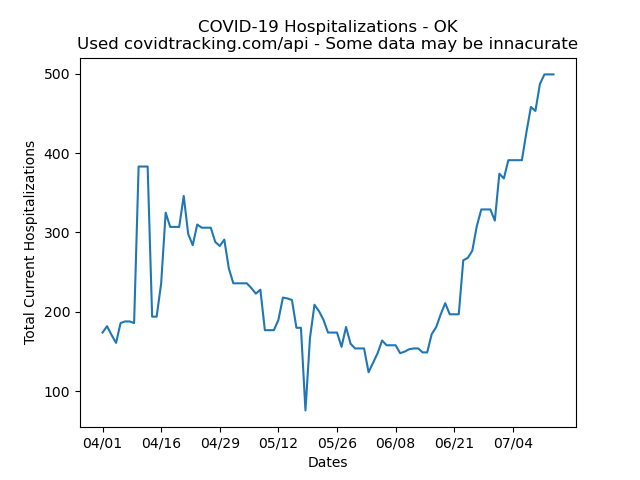 COVID-19 Hospitalizations - OK
Used covidtracking.com/api - Some data may be innacurate
Total Current Hospitalizations
500
400
300
200
100
04/01 04/16 04/29 05/12 05/26 06/08 06/21 07/04
Dates